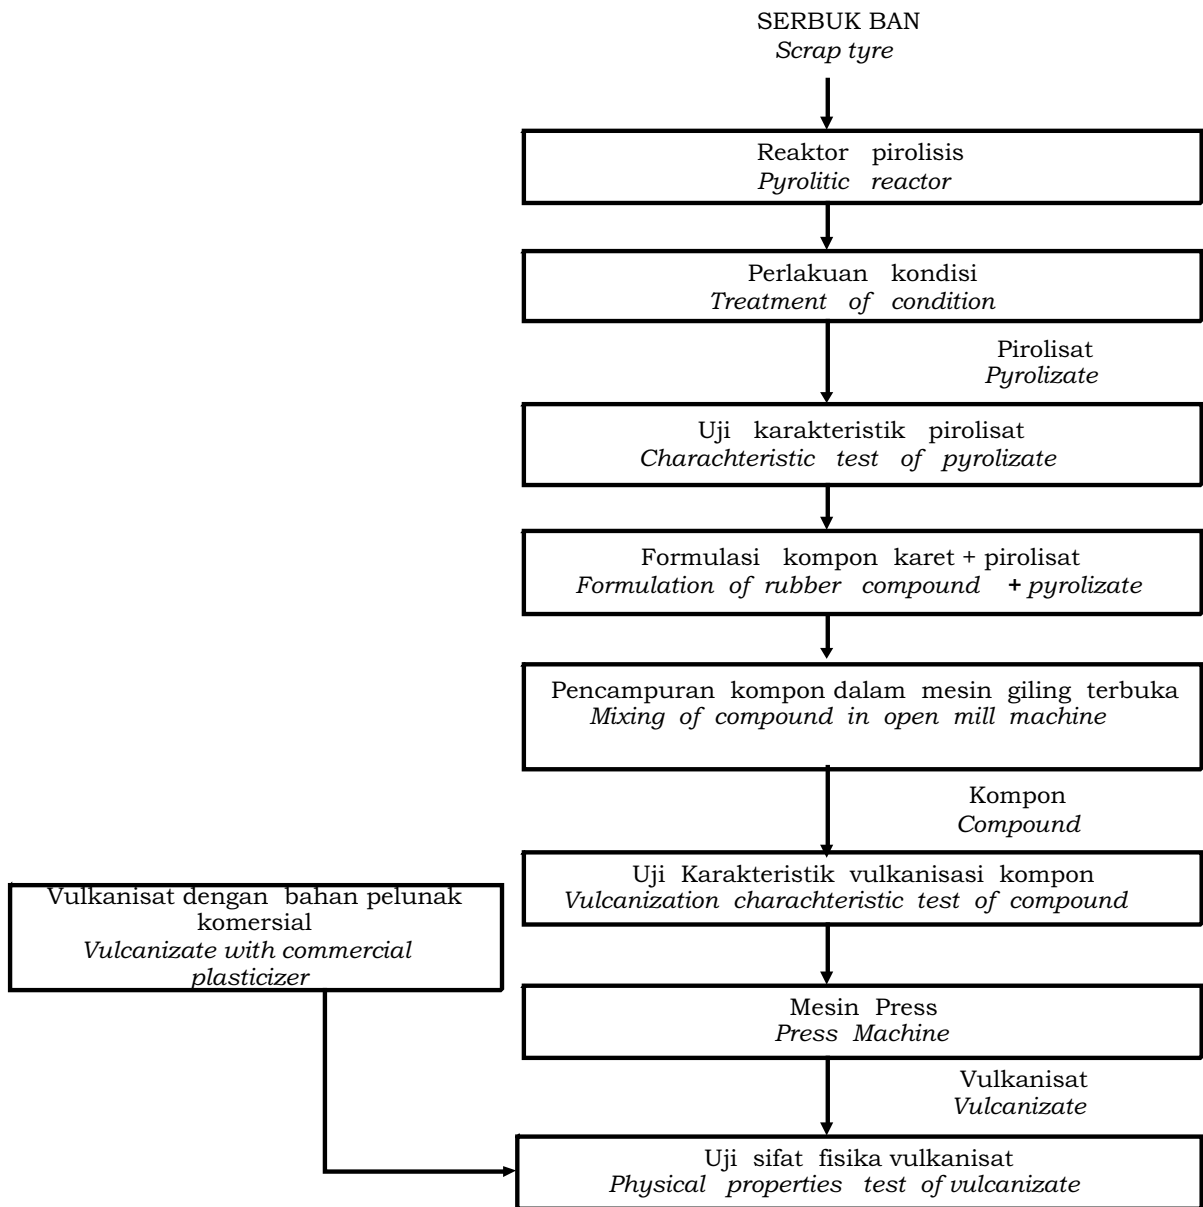 SERBUK BAN
Scrap tyre
Reaktor pirolisis
Pyrolitic reactor
Perlakuan kondisi
Treatment of condition
Pirolisat
Pyrolizate
Uji karakteristik pirolisat
Charachteristic test of pyrolizate
Formulasi kompon karet + pirolisat
Formulation of rubber compound + pyrolizate
Pencampuran kompon dalam mesin giling terbuka
Mixing of compound in open mill machine
Kompon
Compound
Uji Karakteristik vulkanisasi kompon
Vulcanization charachteristic test of compound
Vulkanisat dengan bahan pelunak
komersial
Vulcanizate with commercial
plasticizer
Mesin Press
Press Machine
Vulkanisat
Vulcanizate
Uji sifat fisika vulkanisat
Physical properties test of vulcanizate